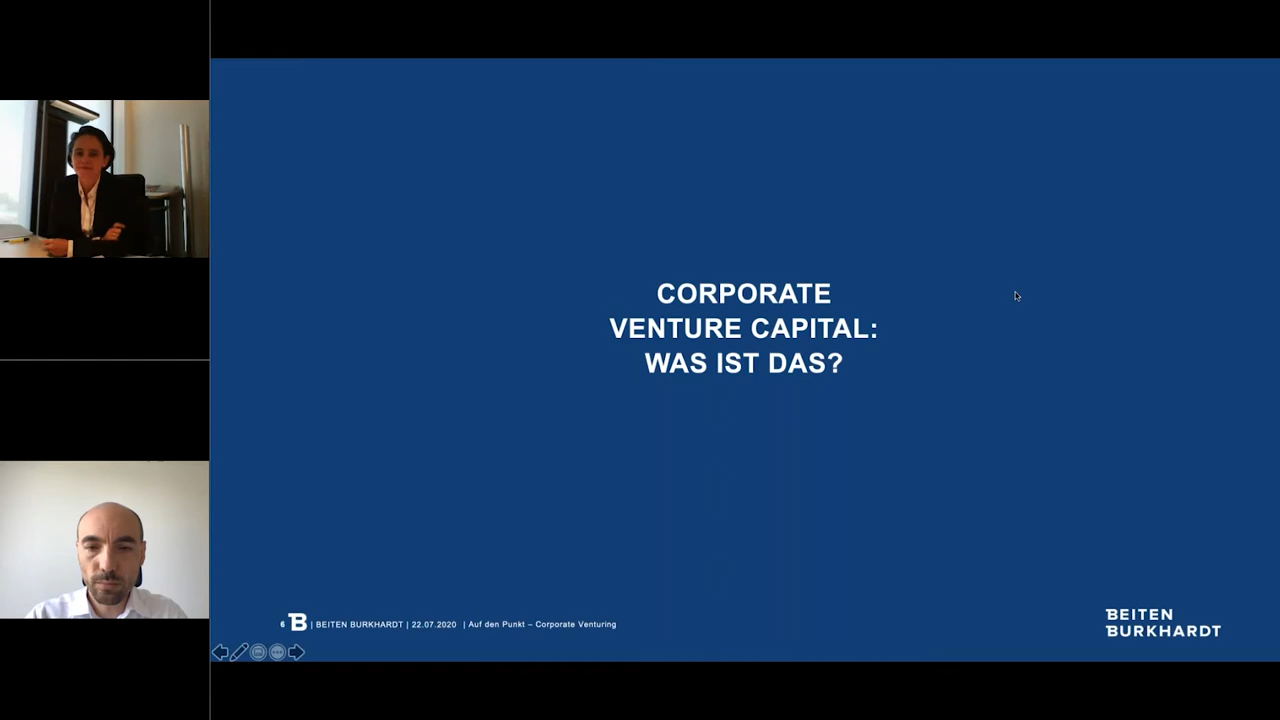 CORPORATE
VENTURE CAPITAL:
WAS IST DAS?
6 B | BEITEN BURKHARDT | 22.07.2020 | Auf den Punkt – Corporate Venturing
BEITEN
BURKHARDT